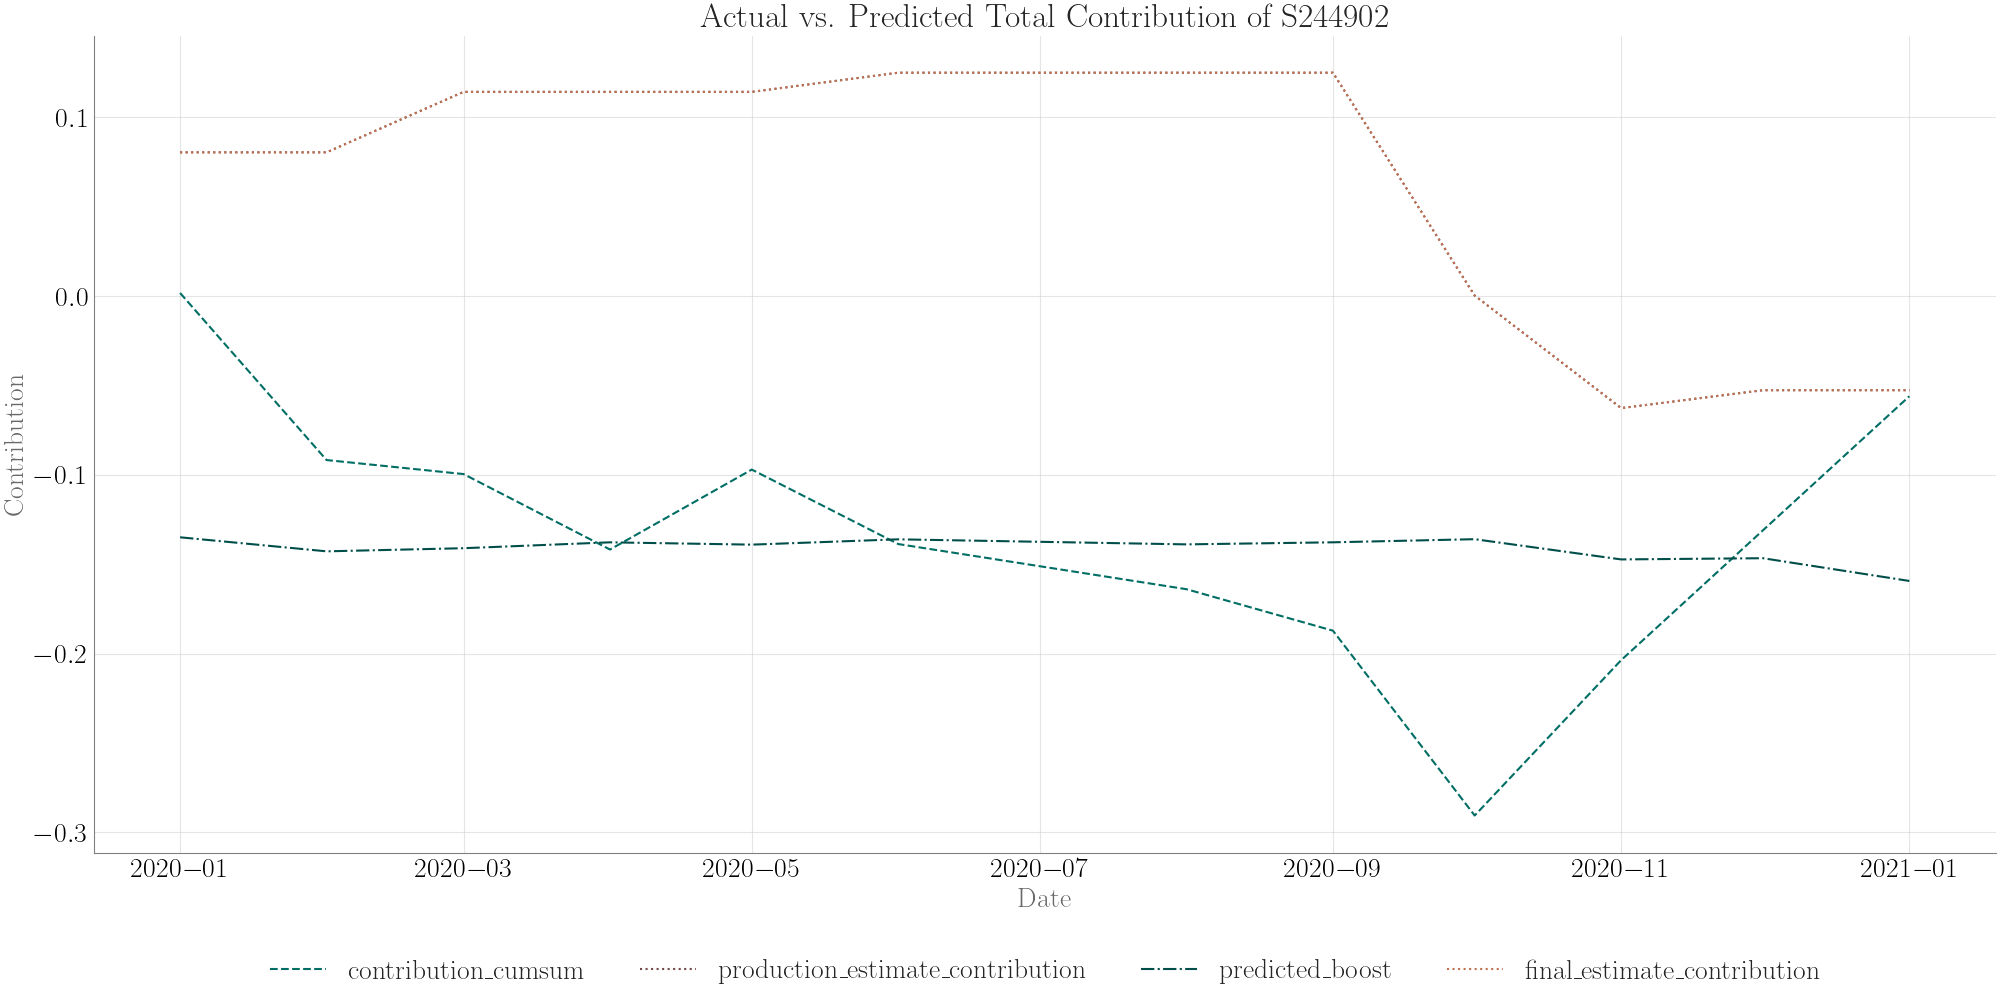 Actual vs. Predicted Total Contribution of S244902
0.1
0.0
−0.1
−0.2
−0.3
Contribution
2020−01 2020−03 2020−05 2020−07 2020−09 2020−11 2021−01
Date
contribution_cumsum production_estimate_contribution predicted_boost final_estimate_contribution